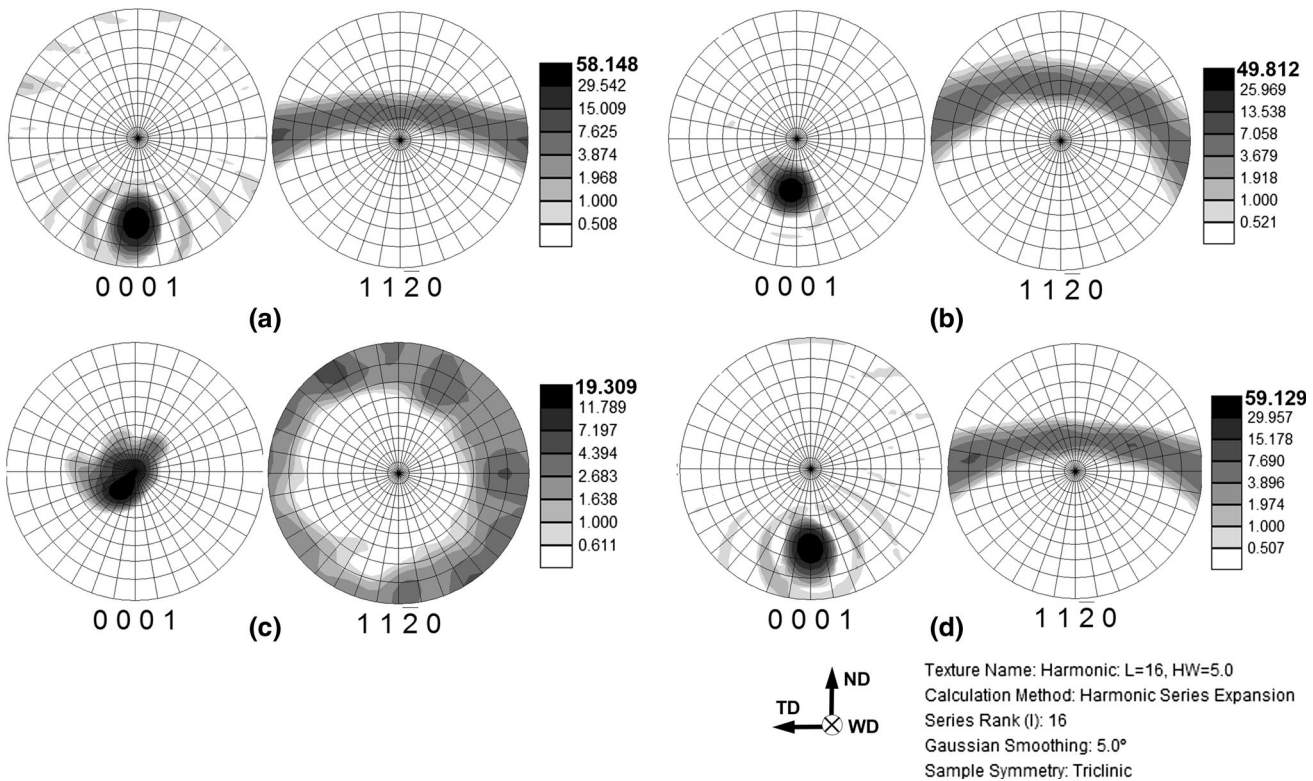 58.148
29.542
15.009
7.625
3.874
1.968
1.000
0.508
0 0 0 1
1 1 2̅ 0
(a)
49.812
25.969
13.538
7.058
3.679
1.918
1.000
0.521
0 0 0 1
1 1 2̅ 0
(b)
19.309
11.789
7.197
4.394
2.683
1.638
1.000
0.611
0 0 0 1
1 1 2̅ 0
(c)
59.129
29.957
15.178
7.690
3.896
1.974
1.000
0.507
0 0 0 1
1 1 2̅ 0
(d)
ND
TD
WD
Texture Name: Harmonic: L=16, HW=5.0
Calculation Method: Harmonic Series Expansion
Series Rank (l): 16
Gaussian Smoothing: 5.0°
Sample Symmetry: Triclinic